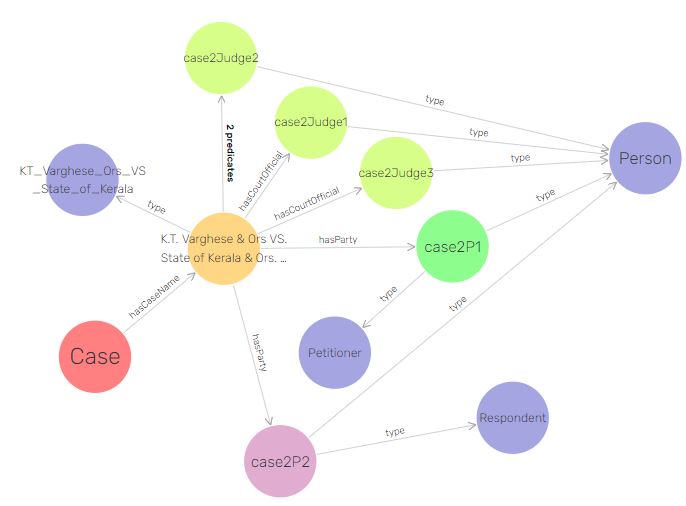 case2Judge2
type
case2Judge1
type
Person
2 predicates
hasCourtOfficial
KT_Varghese_Ors_VS
_State_of_Kerala
case2Judge3
type
type
hasCourtOfficial
type
K.T. Varghese & Ors VS.
State of Kerala & Ors. ...
hasParty
case2P1
hasCaseName
type
type
Case
hasParty
Petitioner
Respondent
type
case2P2